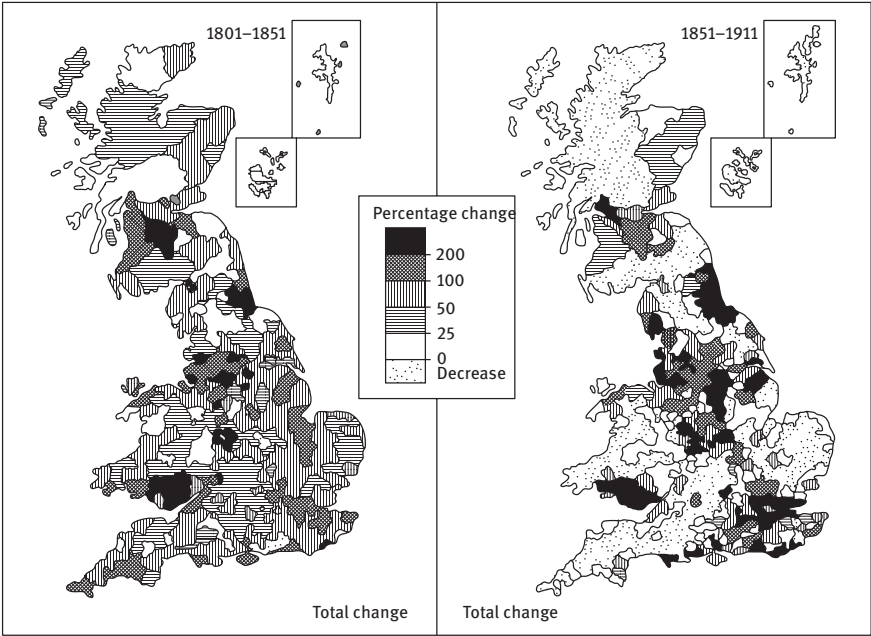 1801–1851
1851–1911
Percentage change
200
100
50
25
0
Decrease
Total change
Total change